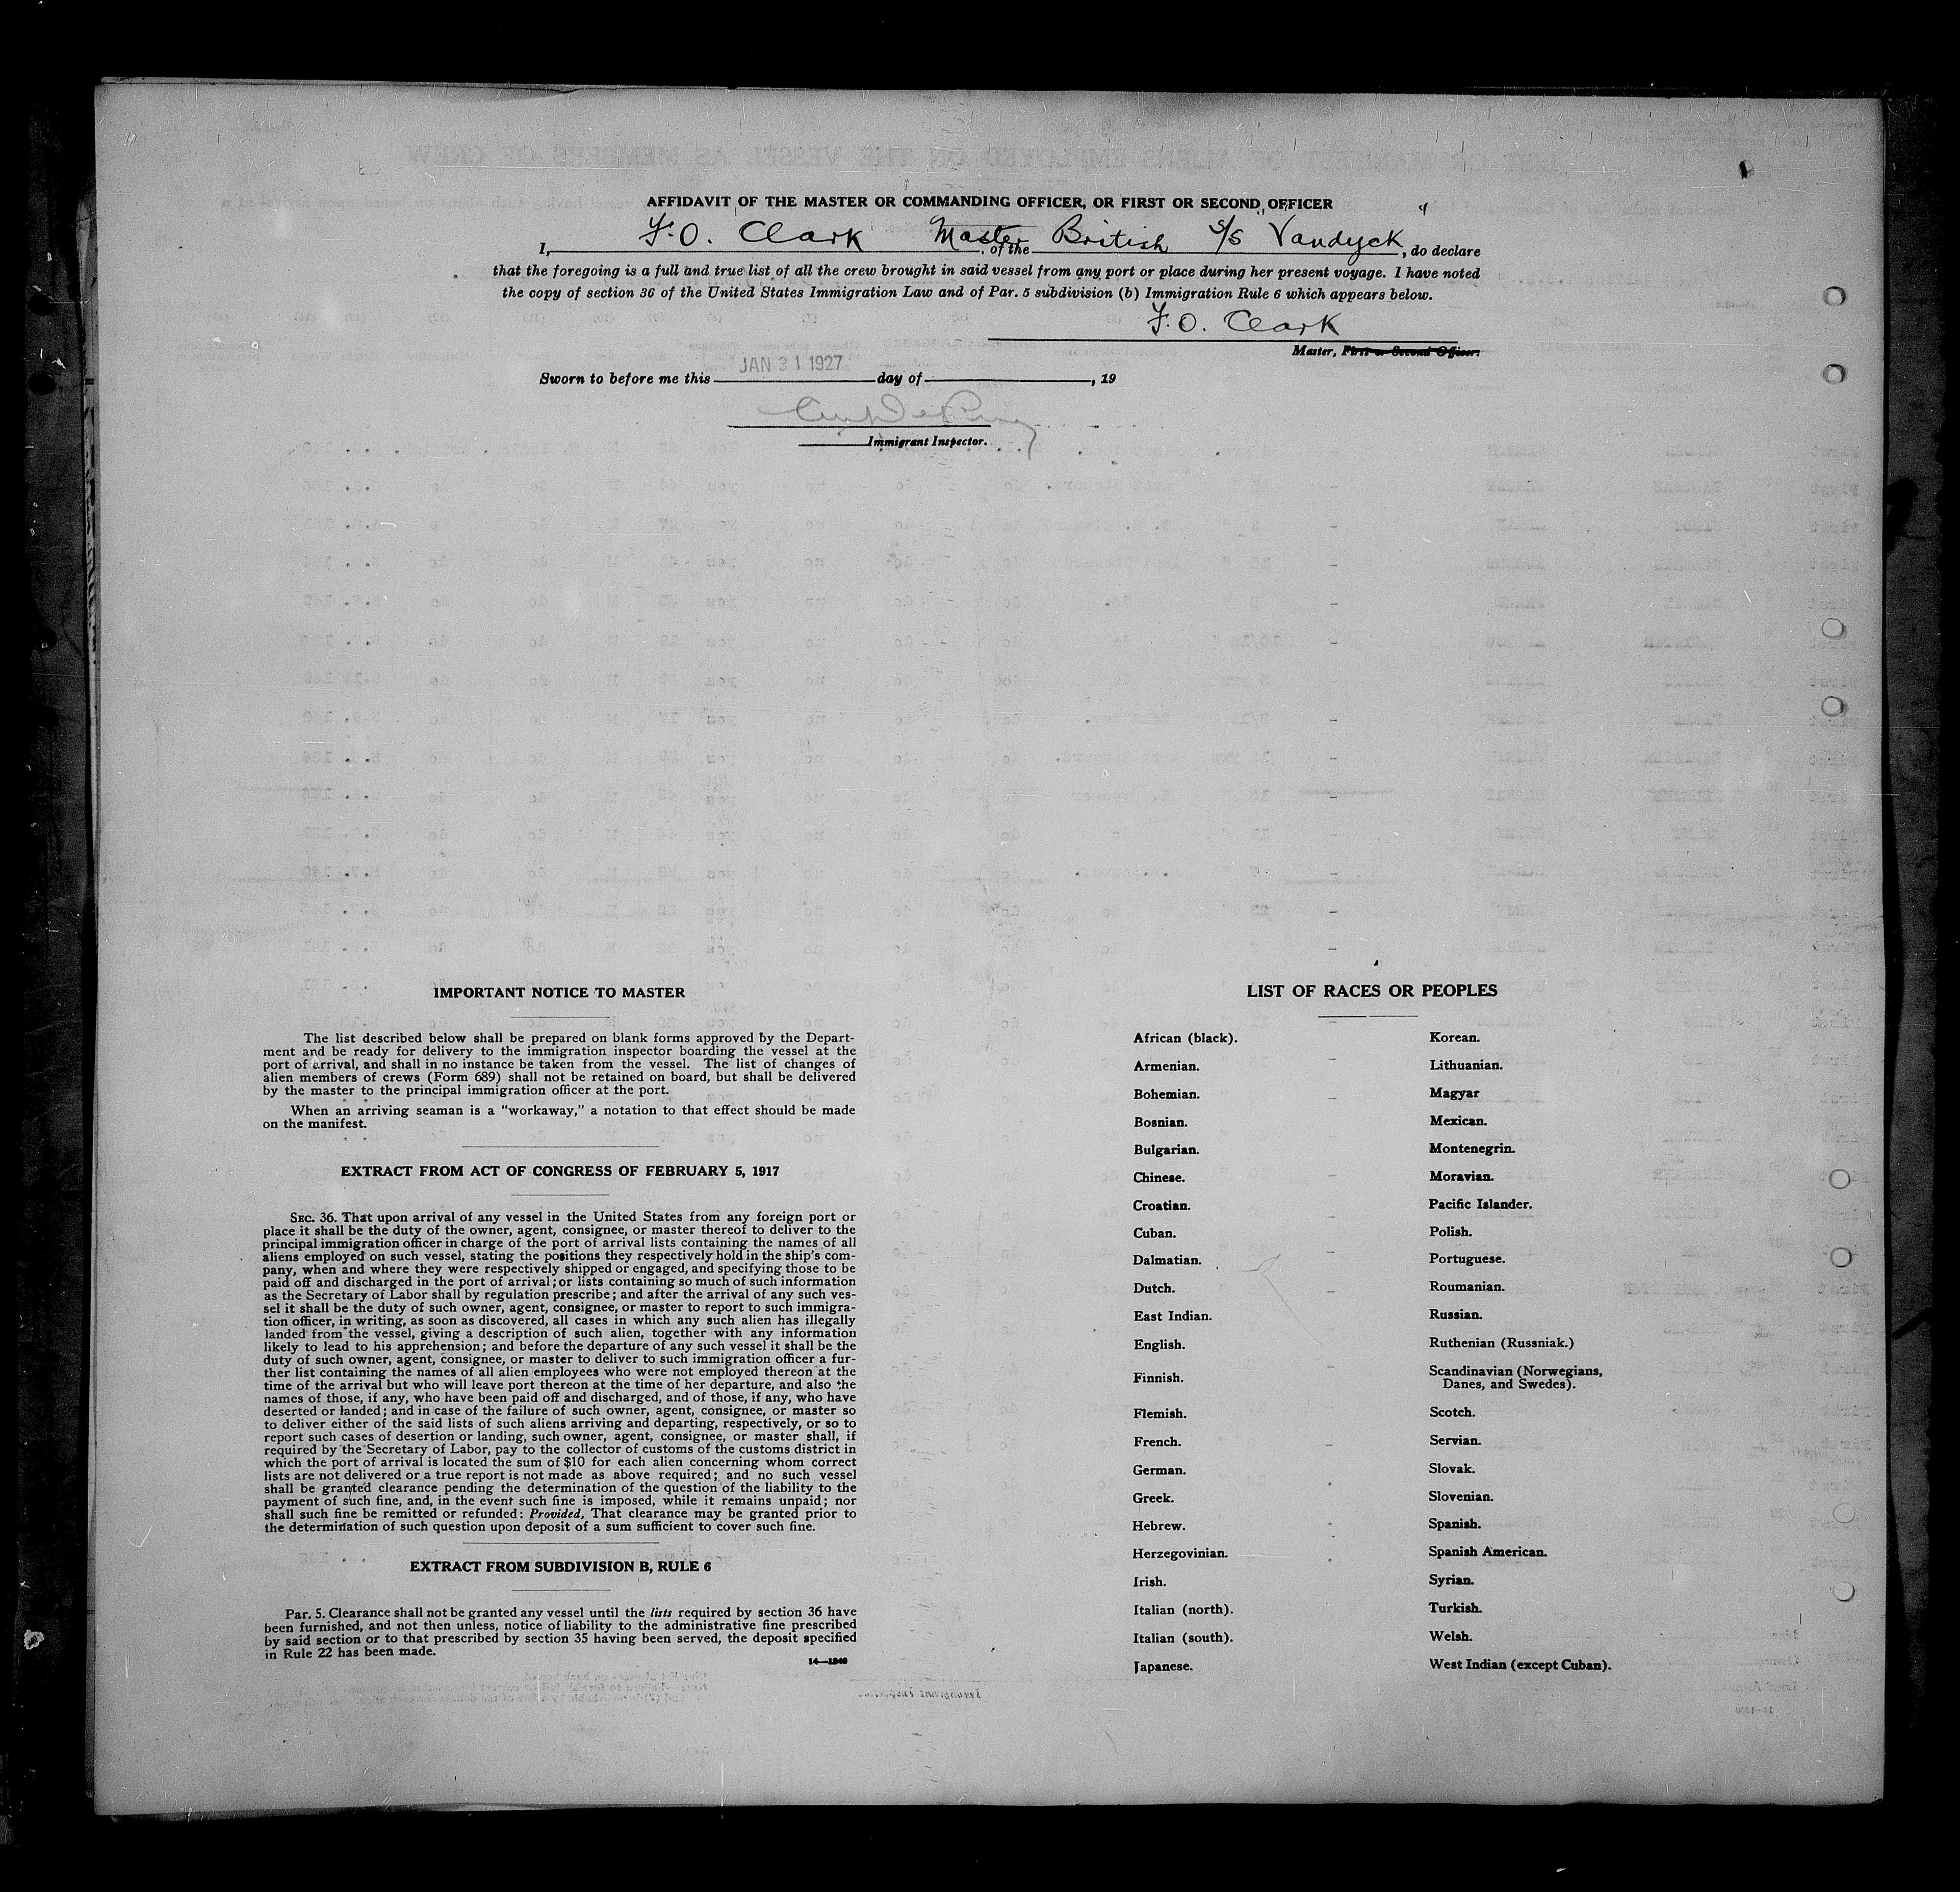 AFFIDAVIT OF THE MASTER OR COMMANDING OFFICER, OR FIRST OR SECOND OFFICER
I, F. O. Clark Master, of the British S/S "Vandyck", do declare
that the foregoing is a full and true list of all the crew brought in said vessel from any port or place during her present voyage. I have noted
the copy of section 36 of the United States Immigration Law and of Par. 5 subdivision (b) Immigration Rule 6 which appears below.
F. O. Clark
Master, First or Second Officer.
JAN 31 1927
Sworn to before me this day of , 19
Immigrant Inspector.
IMPORTANT NOTICE TO MASTER
The list described below shall be prepared on blank forms approved by the Depart-
ment and be ready for delivery to the immigration inspector boarding the vessel at the
port of arrival, and shall in no instance be taken from the vessel. The list of changes of
alien members of crews (Form 689) shall not be retained on board, but shall be delivered
by the master to the principal immigration officer at the port.
When an arriving seaman is a "workaway," a notation to that effect should be made
on the manifest.
EXTRACT FROM ACT OF CONGRESS OF FEBRUARY 5, 1917
SEC. 36. That upon arrival of any vessel in the United States from any foreign port or
place it shall be the duty of the owner, agent, consignee, or master thereof to deliver to the
principal immigration officer in charge of the port of arrival lists containing the names of all
aliens employed on such vessel, stating the positions they respectively hold in the ship's com-
pany, when and where they were respectively shipped or engaged, and specifying those to be
paid off and discharged in the port of arrival; or lists containing so much of such information
as the Secretary of Labor shall by regulation prescribe; and after the arrival of any such ves-
sel it shall be the duty of such owner, agent, consignee, or master to report to such immigra-
tion officer, in writing, as soon as discovered, all cases in which any such alien has illegally
landed from the vessel, giving a description of such alien, together with any information
likely to lead to his apprehension; and before the departure of any such vessel it shall be the
duty of such owner, agent, consignee, or master to deliver to such immigration officer a fur-
ther list containing the names of all alien employees who were not employed thereon at the
time of the arrival but who will leave port thereon at the time of her departure, and also the
names of those, if any, who have been paid off and discharged, and of those, if any, who have
deserted or landed; and in case of the failure of such owner, agent, consignee, or master so
to deliver either of the said lists of such aliens arriving and departing, respectively, or so to
report such cases of desertion or landing, such owner, agent, consignee, or master shall, if
required by the Secretary of Labor, pay to the collector of customs of the customs district in
which the port of arrival is located the sum of $10 for each alien concerning whom correct
lists are not delivered or a true report is not made as above required; and no such vessel
shall be granted clearance pending the determination of the question of the liability to the
payment of such fine, and, in the event such fine is imposed, while it remains unpaid; nor
shall such fine be remitted or refunded: Provided, That clearance may be granted prior to
the determination of such question upon deposit of a sum sufficient to cover such fine.
EXTRACT FROM SUBDIVISION B, RULE 6
Par. 5. Clearance shall not be granted any vessel until the lists required by section 36 have
been furnished, and not then unless, notice of liability to the administrative fine prescribed
by said section or to that prescribed by section 35 having been served, the deposit specified
in Rule 22 has been made.
LIST OF RACES OR PEOPLES
African (black).
Armenian.
Bohemian.
Bosnian.
Bulgarian.
Chinese.
Croatian.
Cuban.
Dalmatian.
Dutch.
East Indian.
English.
Finnish.
Flemish.
French.
German.
Greek.
Hebrew.
Herzegovinian.
Irish.
Italian (north).
Italian (south).
Japanese.
Korean.
Lithuanian.
Magyar
Mexican.
Montenegrin.
Moravian.
Pacific Islander.
Polish.
Portuguese.
Roumanian.
Russian.
Ruthenian (Russniak.)
Scandinavian (Norwegians,
Danes, and Swedes).
Scotch.
Servian.
Slovak.
Slovenian.
Spanish.
Spanish American.
Syrian.
Turkish.
Welsh.
West Indian (except Cuban).